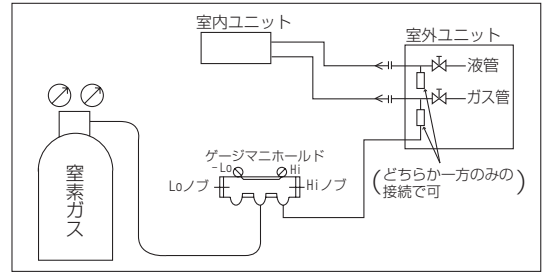 室内ユニット
室外ユニット
液管
ガス管
ゲージマニホールド
-Lo
Hi
Loノブ
Hiノブ
(どちらか一方のみの
接続で可)
窒素ガス